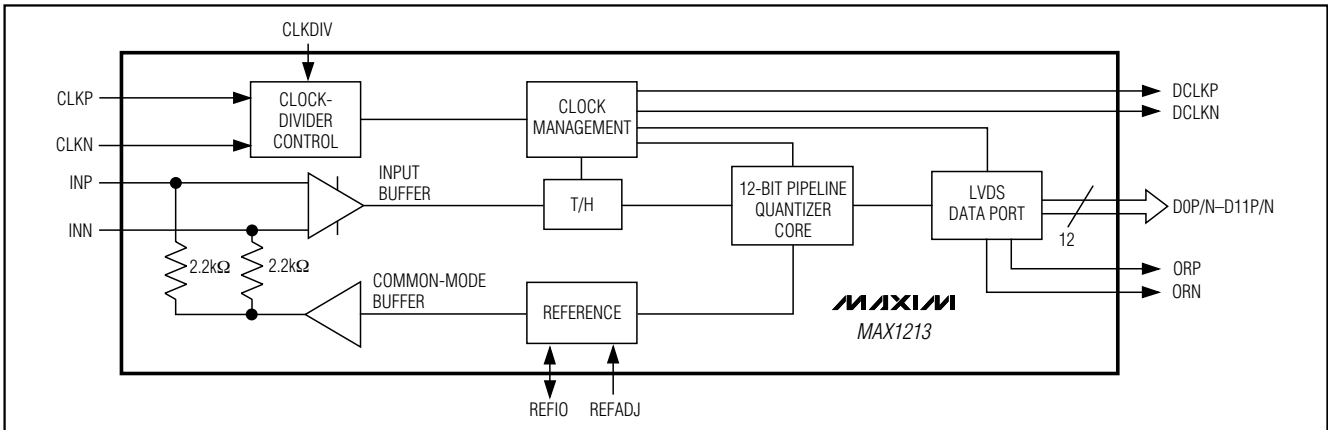 CLKDIV
CLKP
CLKN
CLOCK-
DIVIDER
CONTROL
CLOCK
MANAGEMENT
DCLKP
DCLKN
INP
INN
INPUT
BUFFER
T/H
12-BIT PIPELINE
QUANTIZER
CORE
LVDS
DATA PORT
12
D0P/N–D11P/N
2.2kΩ
2.2kΩ
COMMON-MODE
BUFFER
REFERENCE
MAXIM
MAX1213
ORP
ORN
REFIO
REFADJ